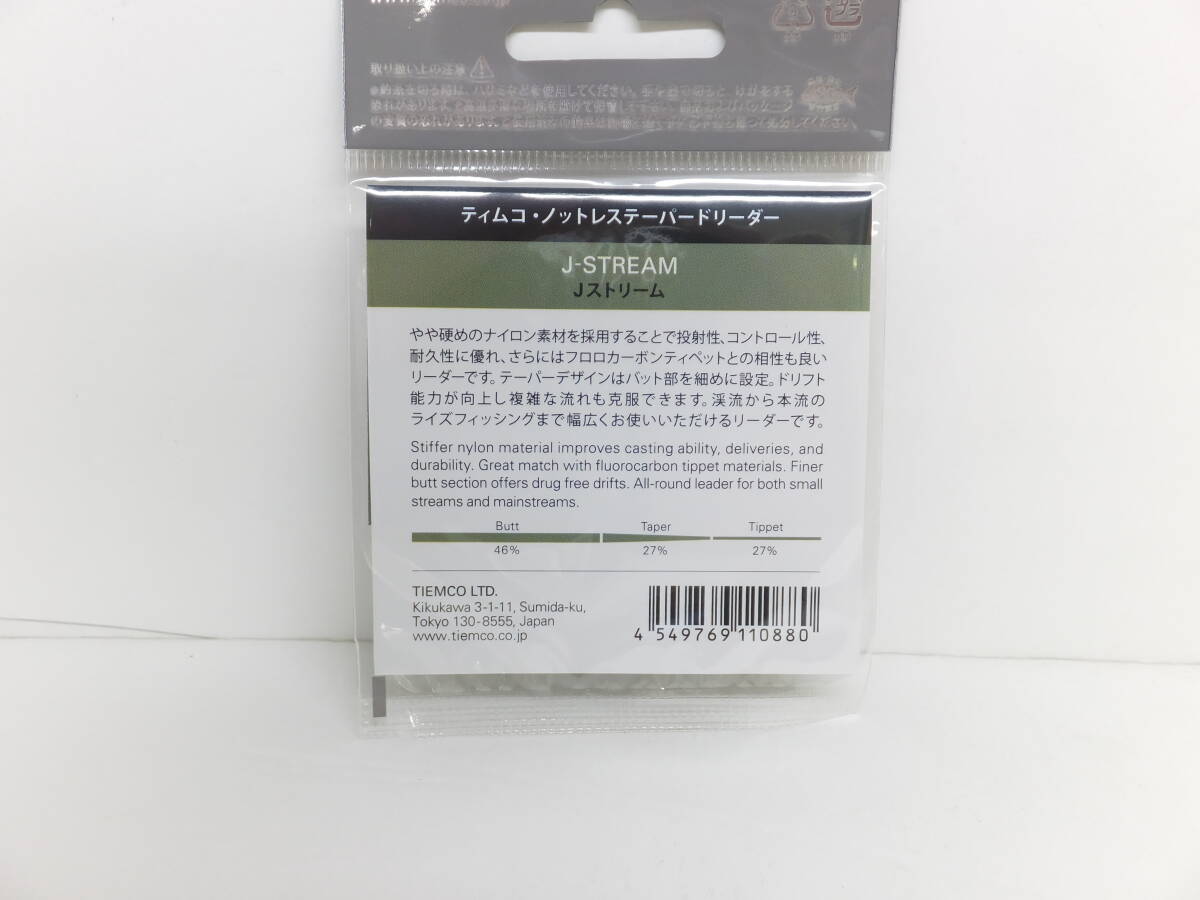 取り扱い上の注意
ティムコ・ノットレステーパードリーダー
J-STREAM
Jストリーム
やや硬めのナイロン素材を採用することで投射性、コントロール性、
耐久性に優れ、さらにはフロロカーボンティペットとの相性も良い
リーダーです。テーパーデザインはバット部を細めに設定。ドリフト
能力が向上し複雑な流れも克服できます。渓流から本流の
ライズフィッシングまで幅広くお使いいただけるリーダーです。
Stiffer nylon material improves casting ability, deliveries, and
durability. Great match with fluorocarbon tippet materials. Finer
butt section offers drug free drifts. All-round leader for both small
streams and mainstreams.
Butt Taper Tippet
46% 27% 27%
TIEMCO LTD.
Kikukawa 3-1-11, Sumida-ku,
Tokyo 130-8555, Japan
www.tiemco.co.jp
4 549769 110880